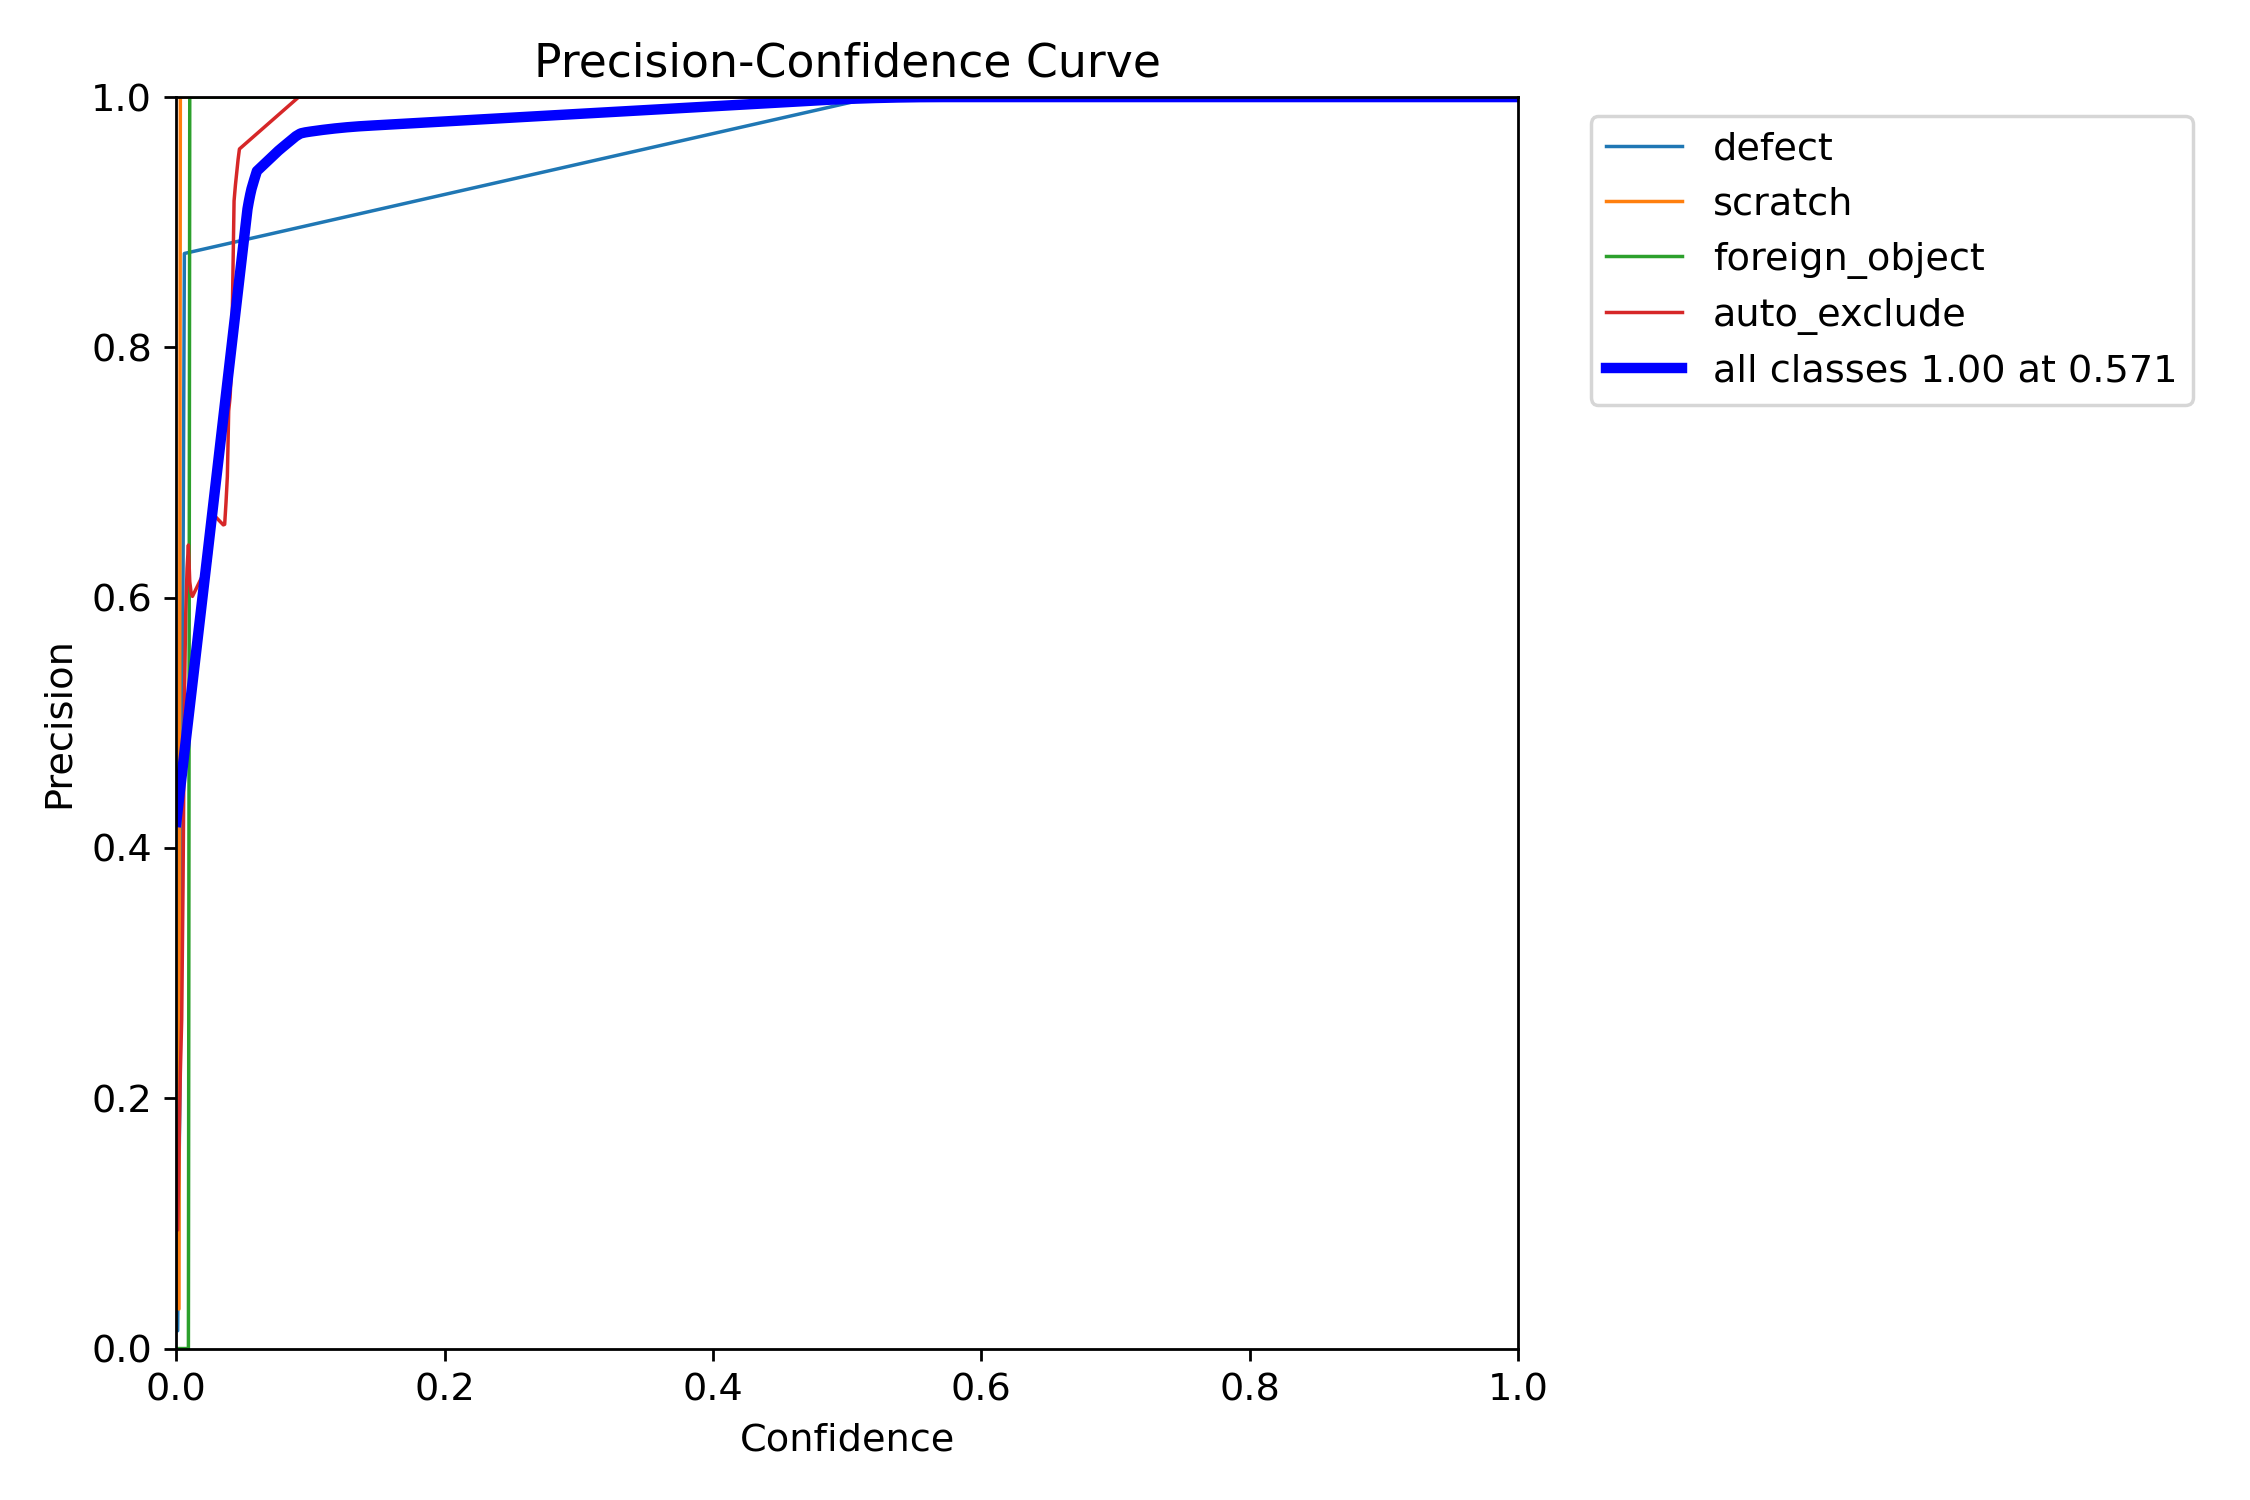 Precision-Confidence Curve
1.0
0.8
0.6
0.4
0.2
0.0
Precision
0.0 0.2 0.4 0.6 0.8 1.0
Confidence
defect
scratch
foreign_object
auto_exclude
all classes 1.00 at 0.571